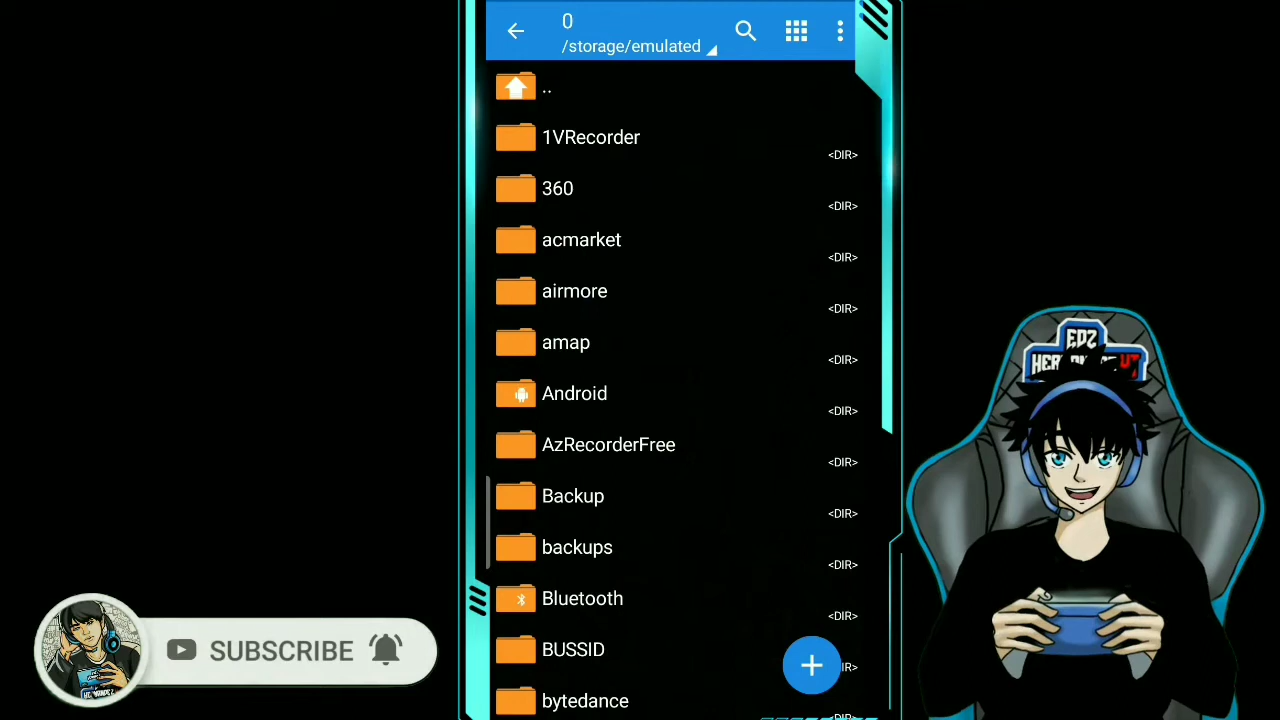 0
/storage/emulated
..
1VRecorder
<DIR>
360
<DIR>
acmarket
<DIR>
airmore
<DIR>
amap
<DIR>
Android
<DIR>
AzRecorderFree
<DIR>
Backup
<DIR>
backups
<DIR>
Bluetooth
<DIR>
BUSSID
bytedance
SUBSCRIBE
EDZ